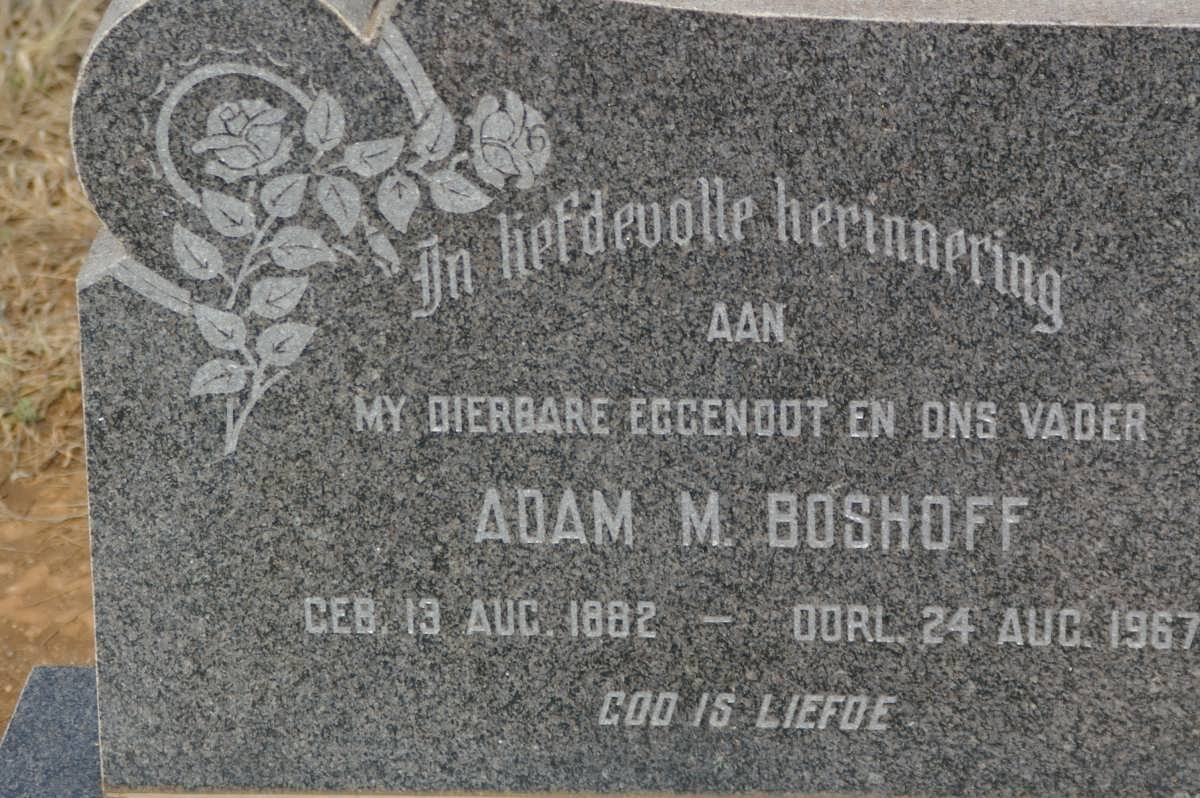 In liefdevolle herinnering
AAN
MY DIERBARE EGGENOOT EN ONS VADER
ADAM M. BOSHOFF
GEB. 13 AUG. 1882 – OORL. 24 AUG. 1967
GOD IS LIEFDE